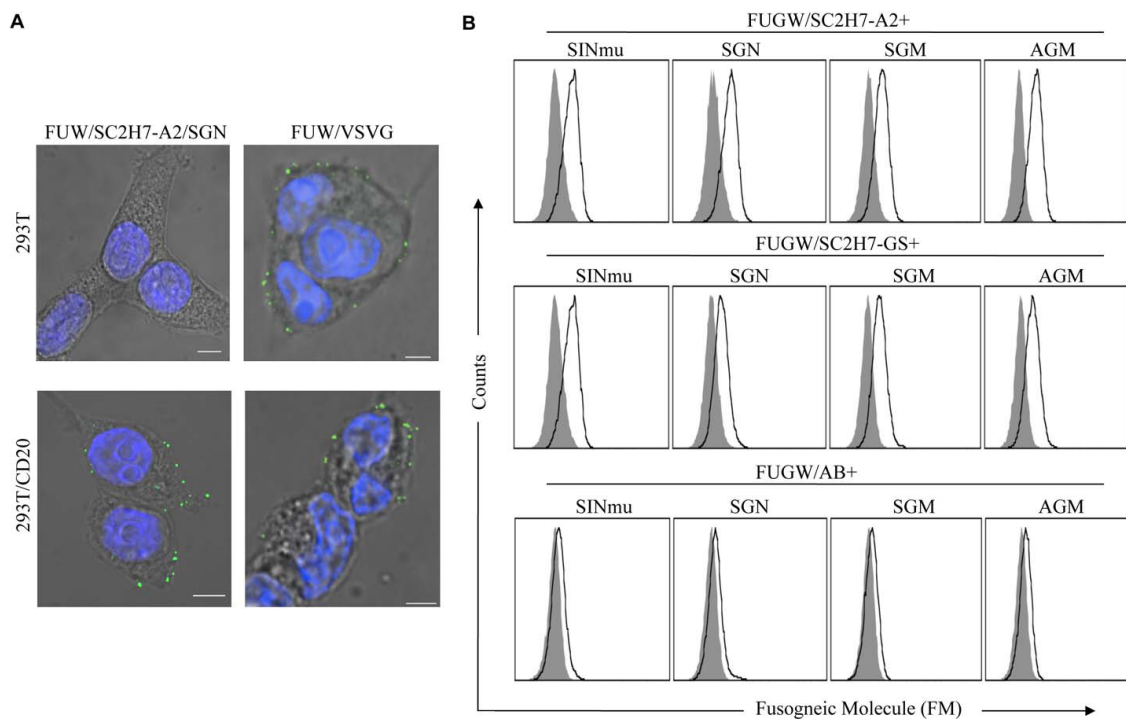 A
FUW/SC2H7-A2/SGN
FUW/VSVG
293T
293T/CD20
B
FUGW/SC2H7-A2+
SINmu
SGN
SGM
AGM
FUGW/SC2H7-GS+
SINmu
SGN
SGM
AGM
FUGW/AB+
SINmu
SGN
SGM
AGM
Counts
Fusogneic Molecule (FM)